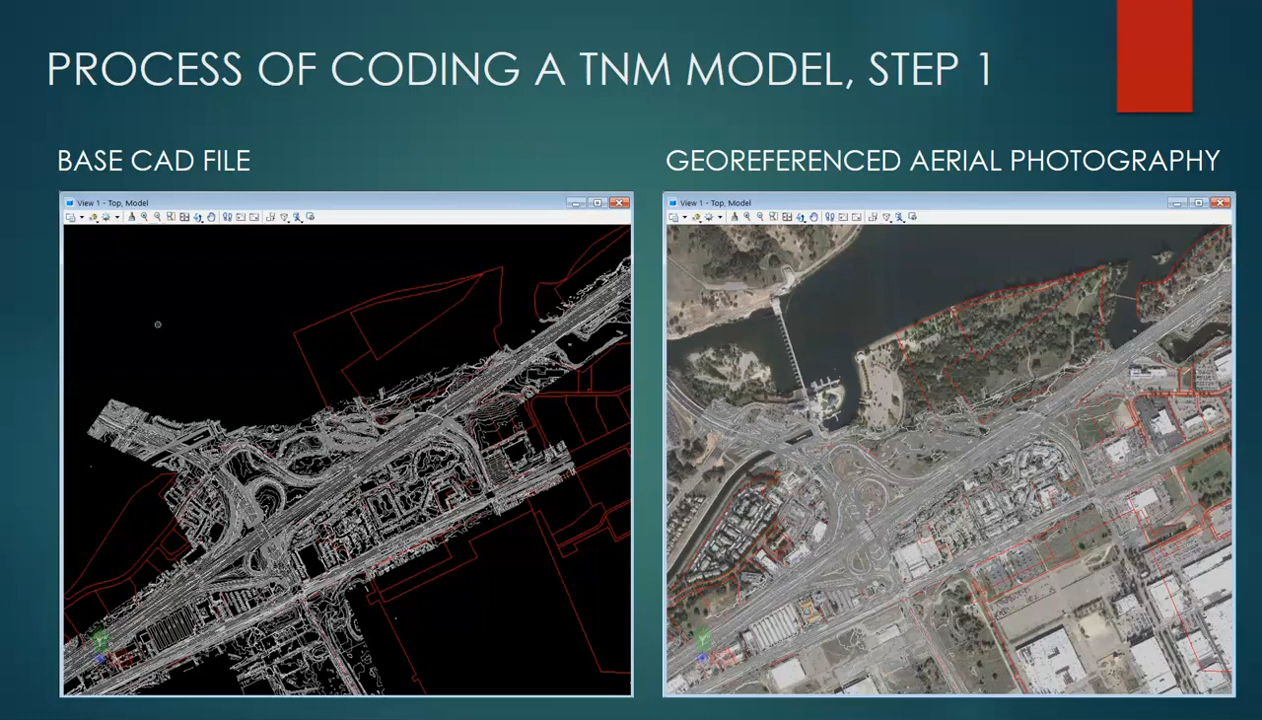 PROCESS OF CODING A TNM MODEL, STEP 1
BASE CAD FILE
GEOREFERENCED AERIAL PHOTOGRAPHY
View 1 - Top, Model
View 1 - Top, Model